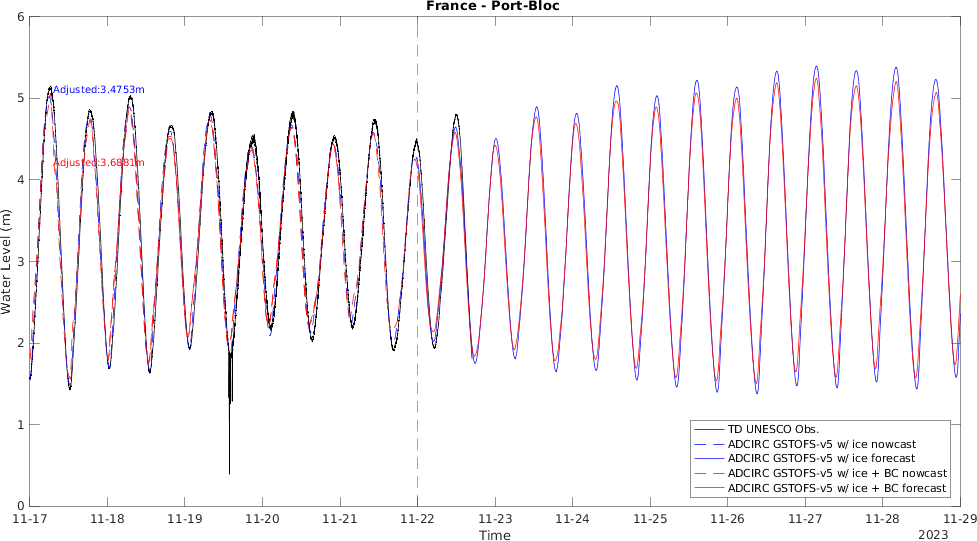 France - Port-Bloc
6
5
4
3
2
1
0
Water Level (m)
Adjusted:3.4753m
Adjusted:3.6881m
TD UNESCO Obs.
ADCIRC GSTOFS-v5 w/ ice nowcast
ADCIRC GSTOFS-v5 w/ ice forecast
ADCIRC GSTOFS-v5 w/ ice + BC nowcast
ADCIRC GSTOFS-v5 w/ ice + BC forecast
11-17 11-18 11-19 11-20 11-21 11-22 11-23 11-24 11-25 11-26 11-27 11-28 11-29
Time
2023